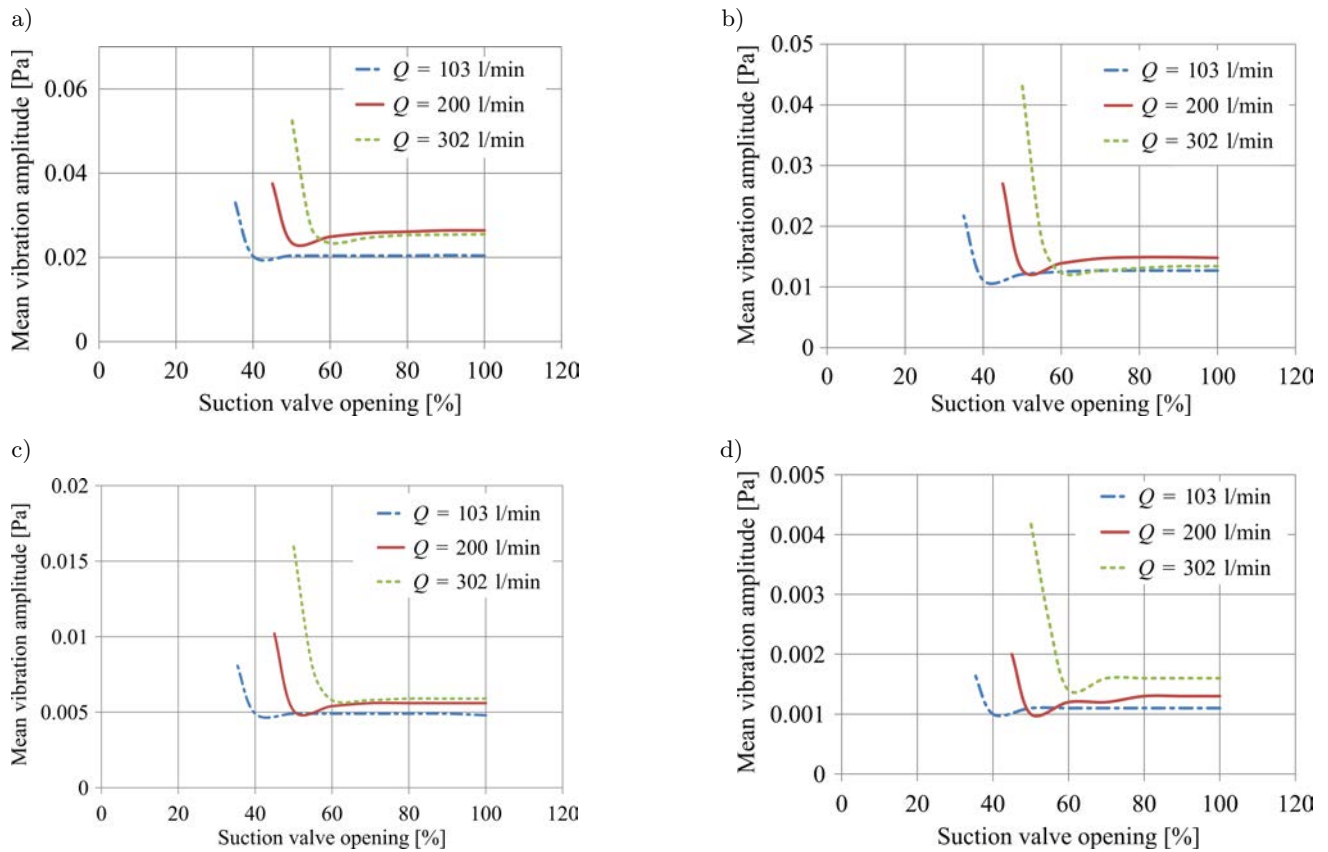 a)
Mean vibration amplitude [Pa]
0.06
0.04
0.02
0
0 20 40 60 80 100 120
Suction valve opening [%]
Q = 103 l/min
Q = 200 l/min
Q = 302 l/min
b)
Mean vibration amplitude [Pa]
0.05
0.04
0.03
0.02
0.01
0
0 20 40 60 80 100 120
Suction valve opening [%]
Q = 103 l/min
Q = 200 l/min
Q = 302 l/min
c)
Mean vibration amplitude [Pa]
0.02
0.015
0.01
0.005
0
0 20 40 60 80 100 120
Suction valve opening [%]
Q = 103 l/min
Q = 200 l/min
Q = 302 l/min
d)
Mean vibration amplitude [Pa]
0.005
0.004
0.003
0.002
0.001
0
0 20 40 60 80 100 120
Suction valve opening [%]
Q = 103 l/min
Q = 200 l/min
Q = 302 l/min